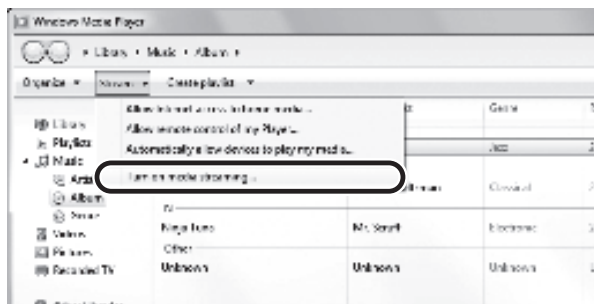 Windows Media Player
Library Music Album
Organize Stream Create playlist
Allow Internet access to home media...
Allow remote control of my Player...
Automatically allow devices to play my media...
Turn on media streaming...
Genre
Library
Playlists
Music
Jazz
Album
Classical
Genre
Videos
Ninja Tuna Mr. Scruff Electronic
Pictures
Other
Recorded TV
Unknown Unknown Unknown